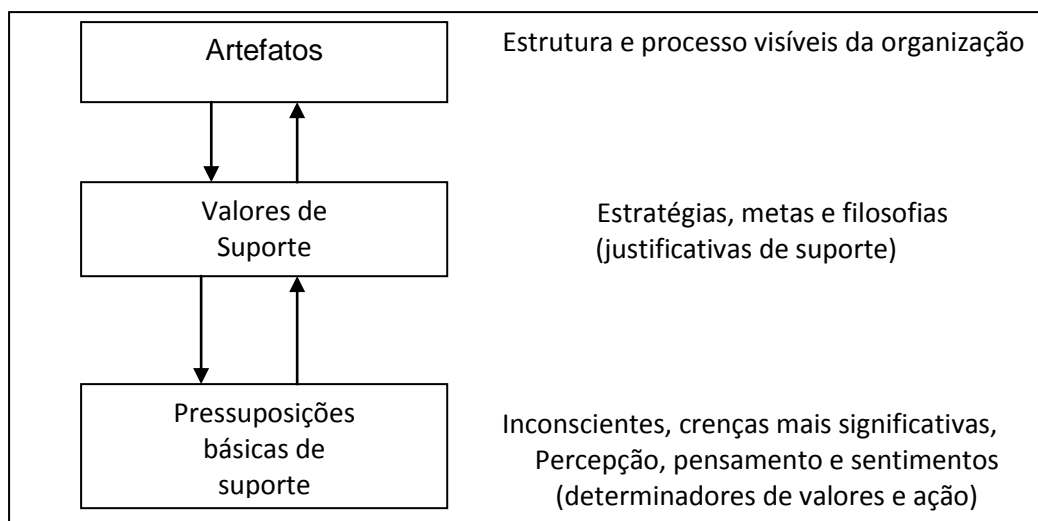 Artefatos
Estrutura e processo visíveis da organização
Valores de
Suporte
Estratégias, metas e filosofias
(justificativas de suporte)
Pressuposições
básicas de
suporte
Inconscientes, crenças mais significativas,
Percepção, pensamento e sentimentos
(determinadores de valores e ação)